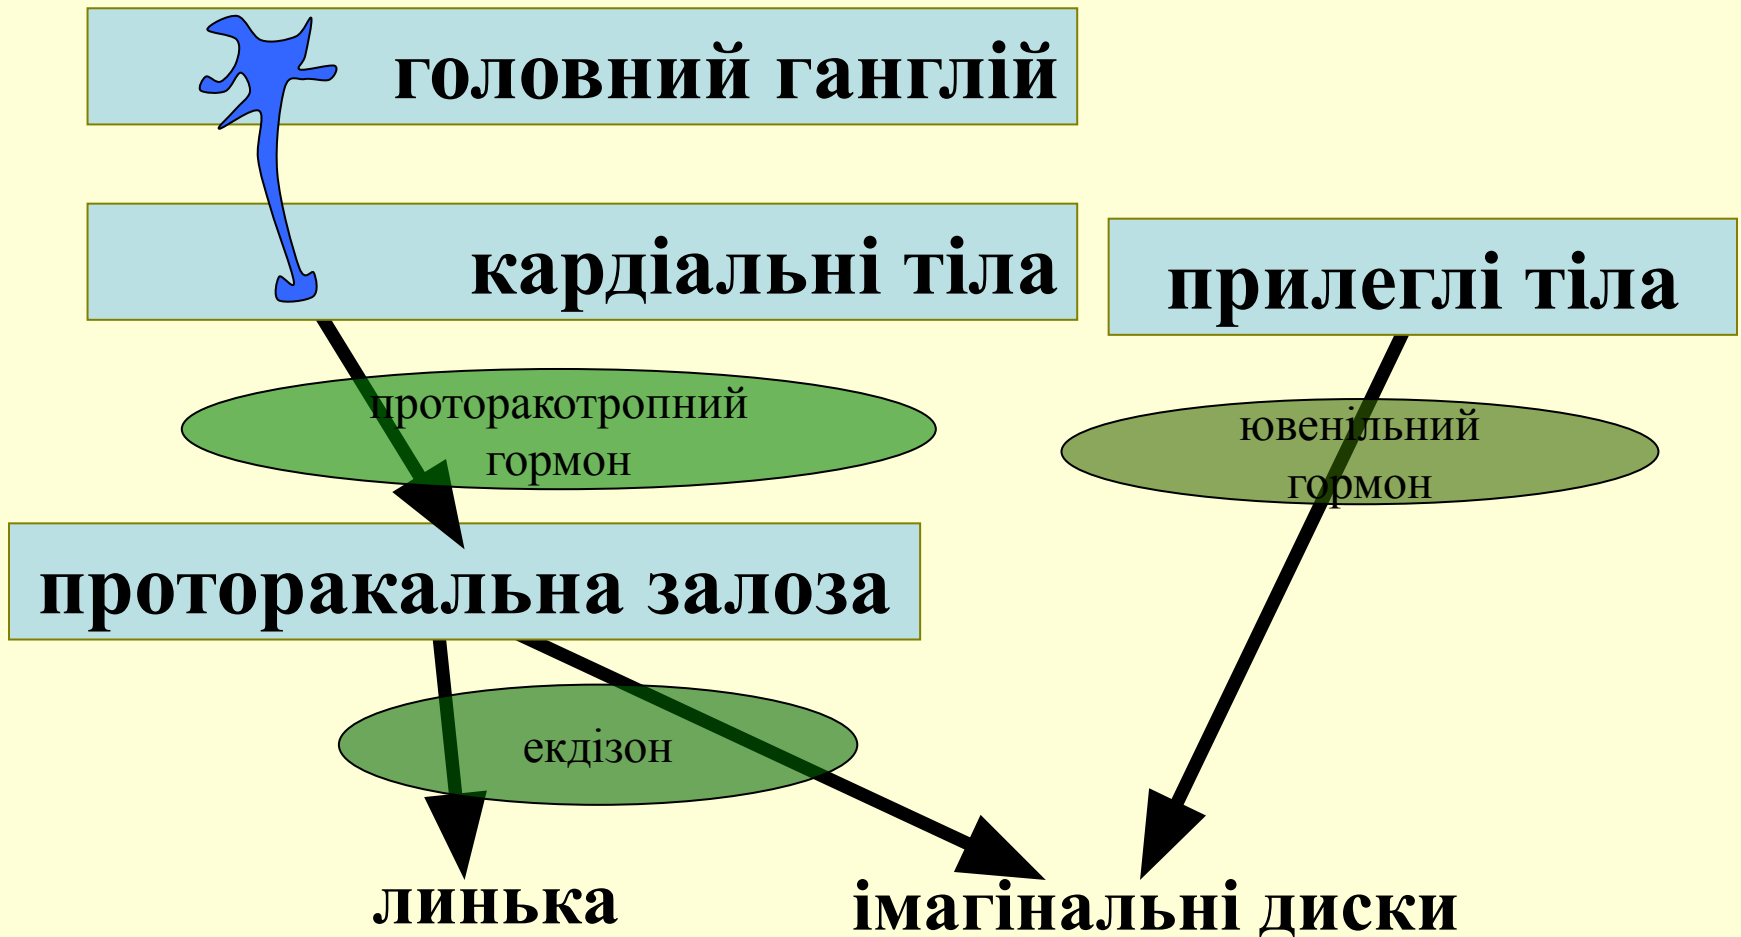 головний ганглій
кардіальні тіла
прилеглі тіла
проторакотропний
гормон
ювенільний
гормон
проторакальна залоза
екдізон
линька
імагінальні диски